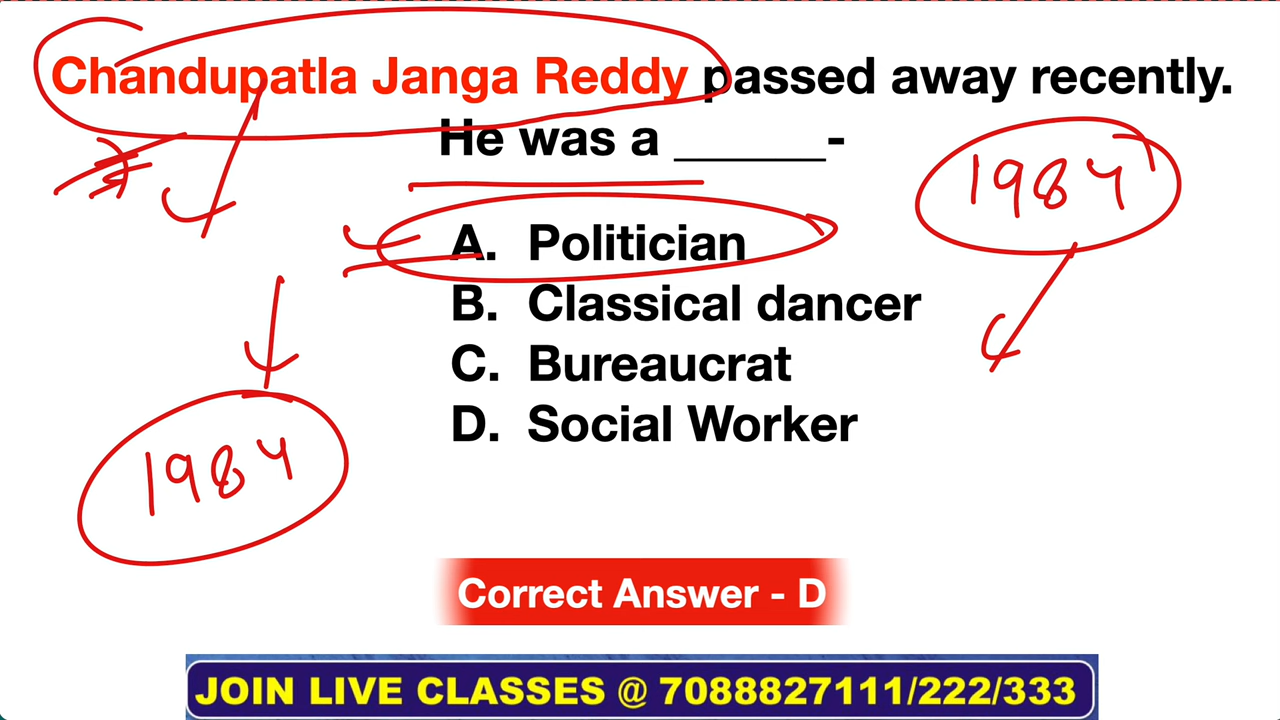 Chandupatla Janga Reddy passed away recently.
He was a ______-
1984
A. Politician
B. Classical dancer
C. Bureaucrat
D. Social Worker
1984
Correct Answer - D
JOIN LIVE CLASSES @ 7088827111/222/333